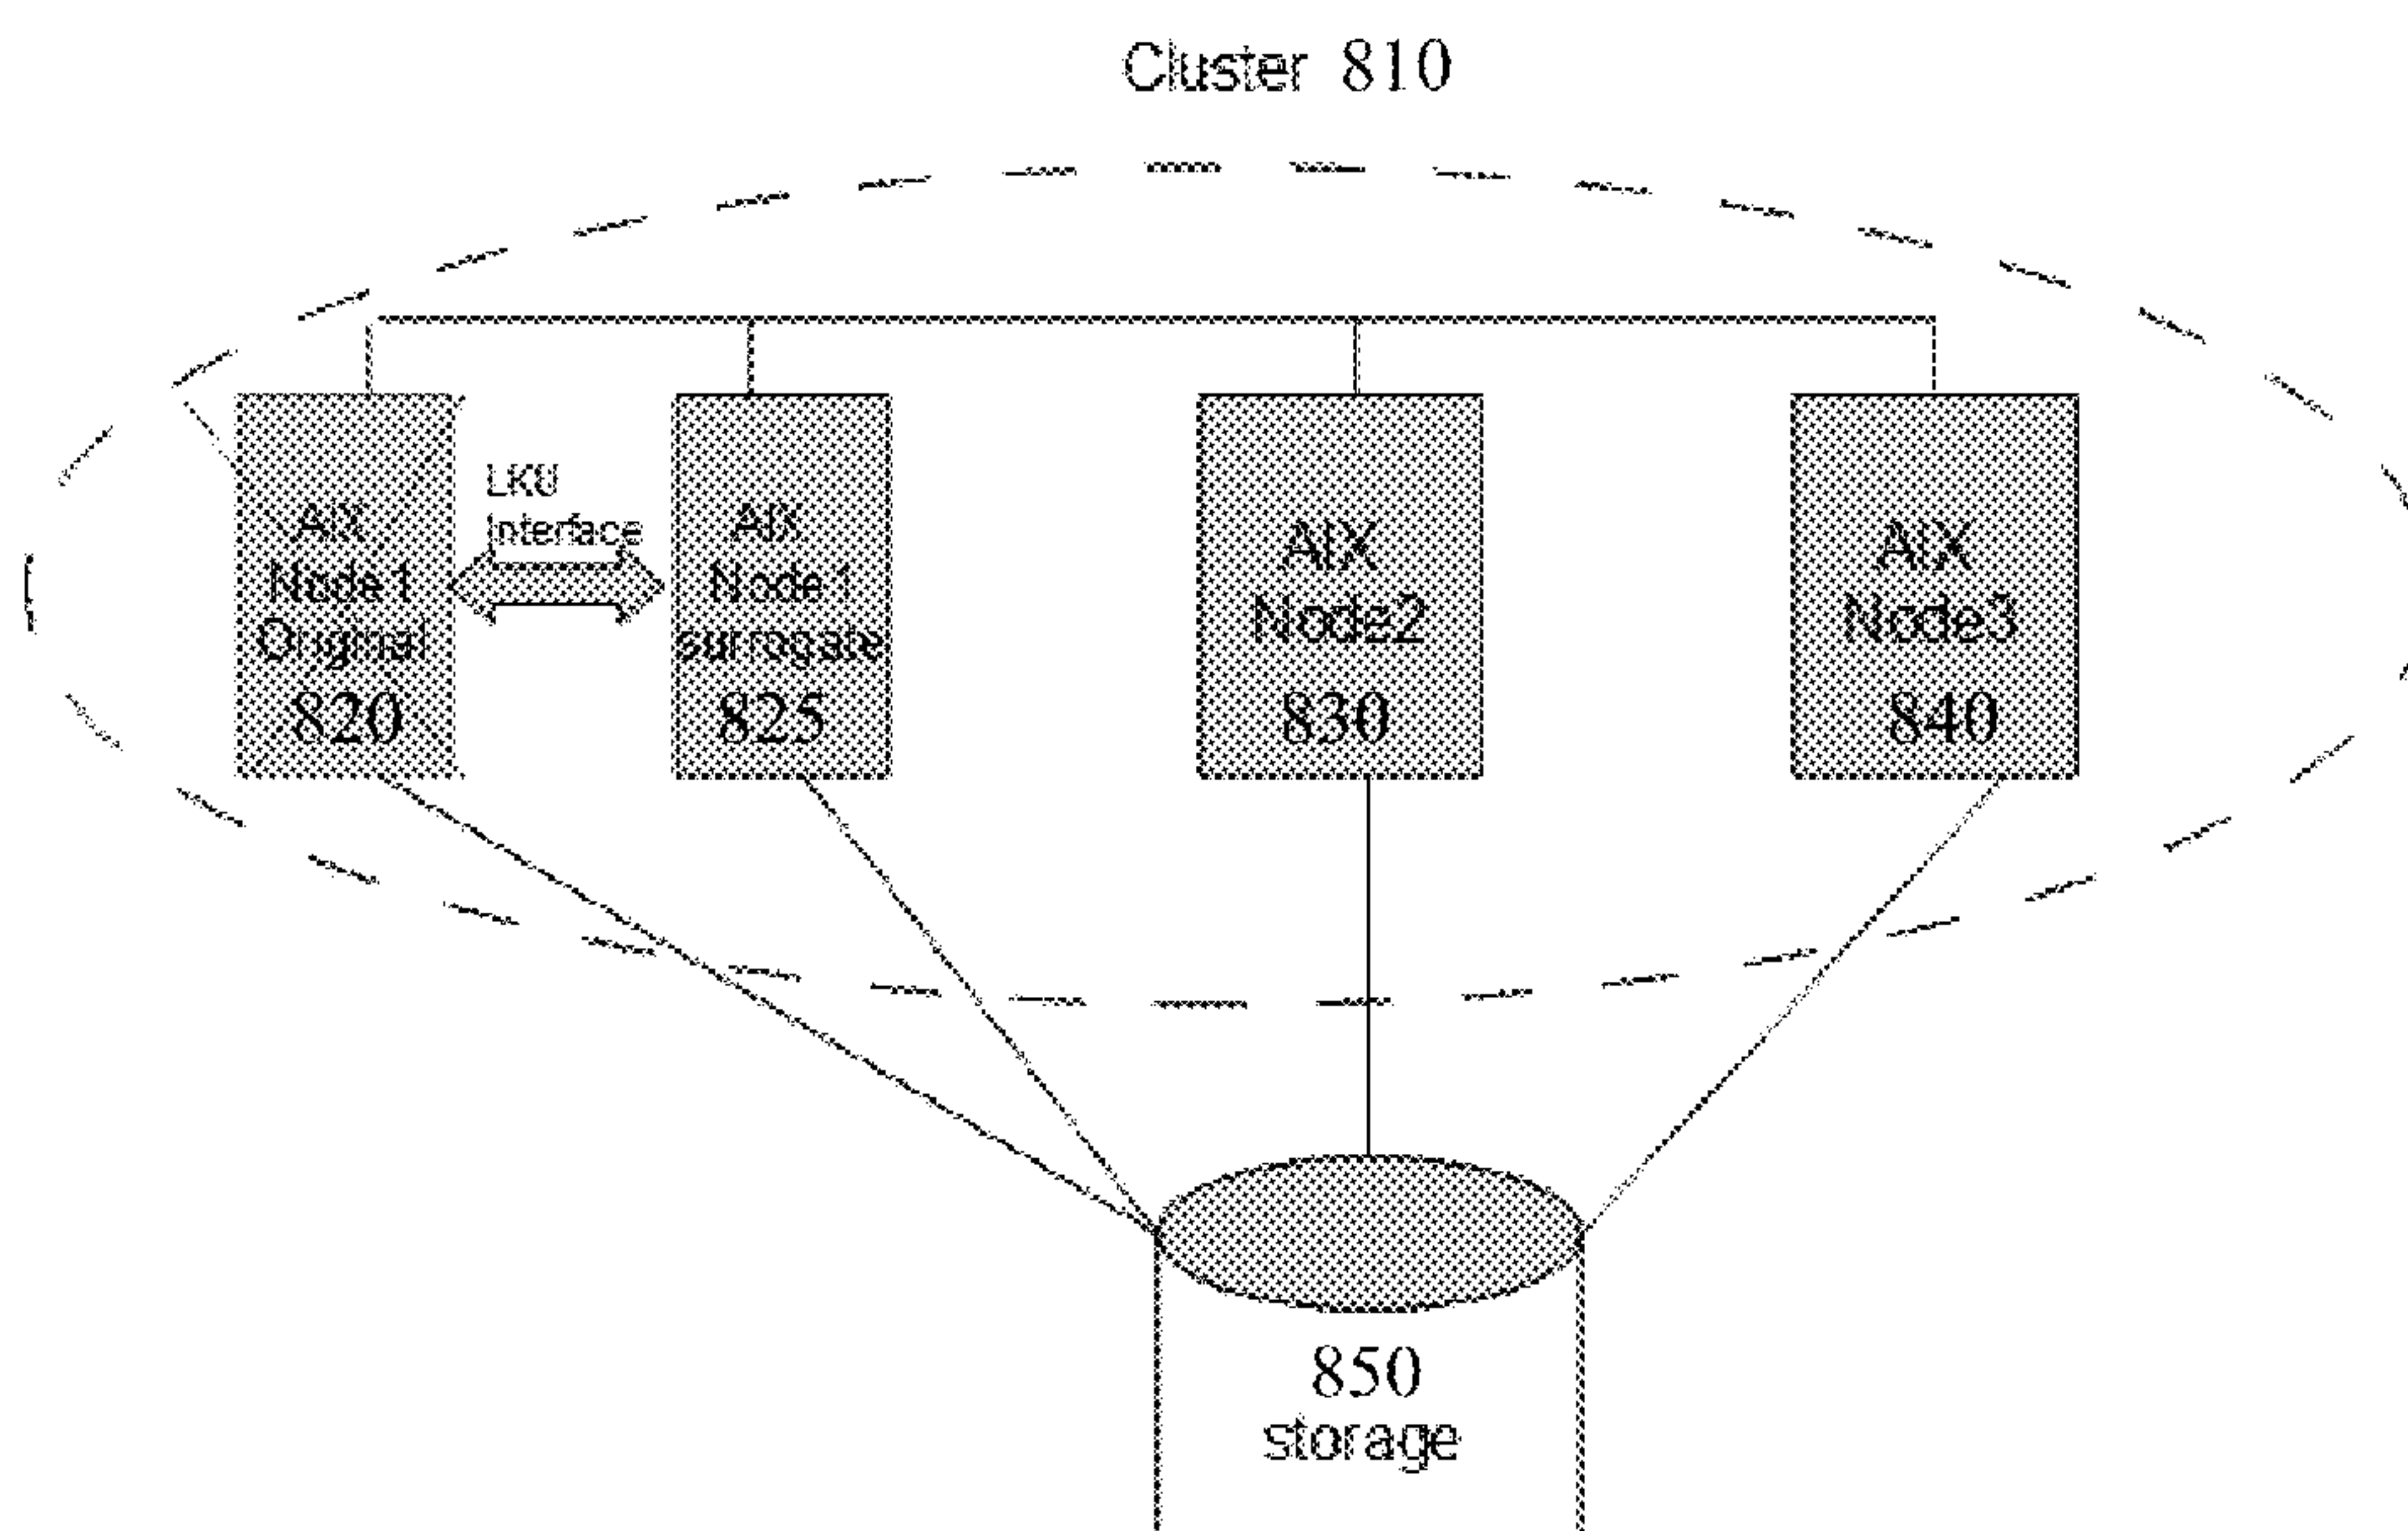 Cluster 810
LKU
Interface
AIX
Node1
Original
820
AIX
Node1
surrogate
825
AIX
Node2
830
AIX
Node3
840
850
storage